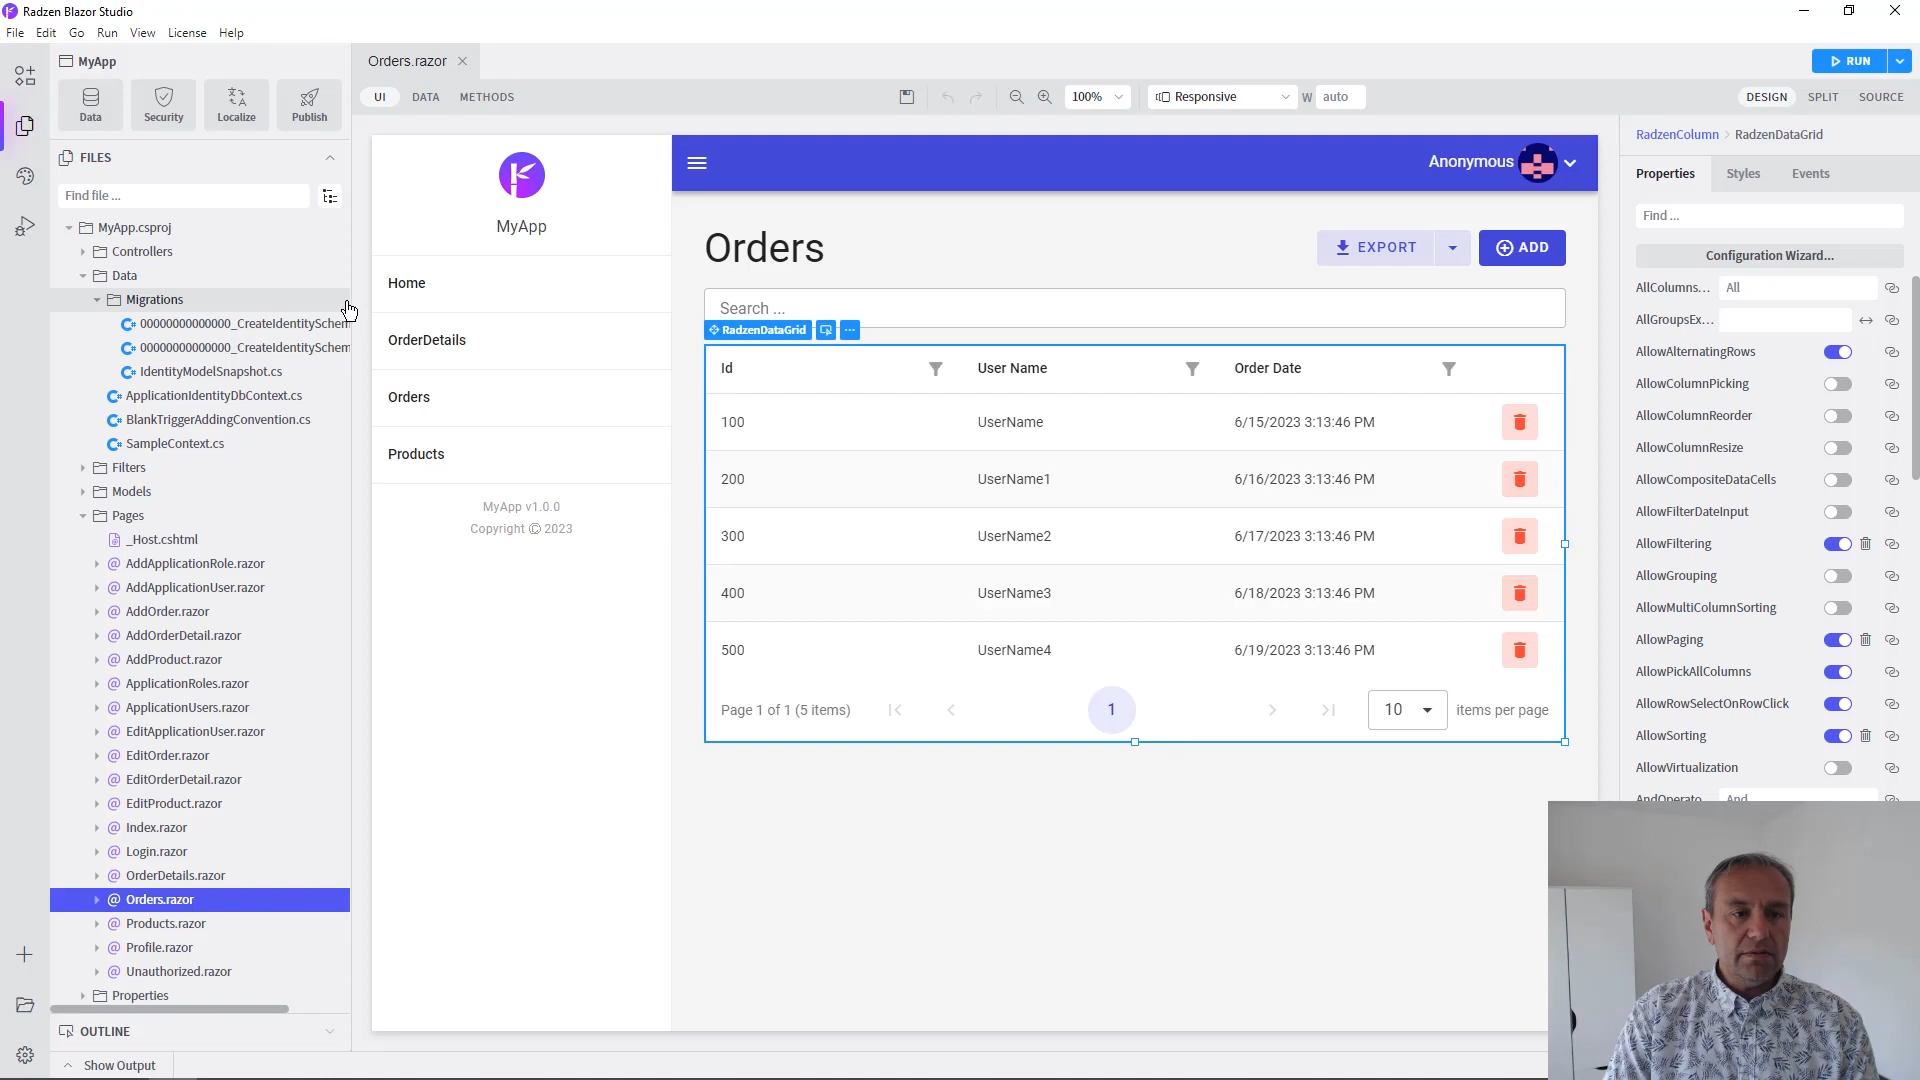 Radzen Blazor Studio
File Edit Go Run View License Help
MyApp
Data Security Localize Publish
FILES
Find file ...
MyApp.csproj
Controllers
Data
Migrations
00000000000000_CreateIdentitySchem
00000000000000_CreateIdentitySchem
IdentityModelSnapshot.cs
ApplicationIdentityDbContext.cs
BlankTriggerAddingConvention.cs
SampleContext.cs
Filters
Models
Pages
_Host.cshtml
AddApplicationRole.razor
AddApplicationUser.razor
AddOrder.razor
AddOrderDetail.razor
AddProduct.razor
ApplicationRoles.razor
ApplicationUsers.razor
EditApplicationUser.razor
EditOrder.razor
EditOrderDetail.razor
EditProduct.razor
Index.razor
Login.razor
OrderDetails.razor
Orders.razor
Products.razor
Profile.razor
Unauthorized.razor
Properties
OUTLINE
Show Output
Orders.razor
RUN
UI DATA METHODS
100% Responsive W auto
DESIGN SPLIT SOURCE
MyApp
Home
OrderDetails
Orders
Products
MyApp v1.0.0
Copyright © 2023
Anonymous
Orders
EXPORT ADD
Search ...
RadzenDataGrid ...
Id User Name Order Date
100 UserName 6/15/2023 3:13:46 PM
200 UserName1 6/16/2023 3:13:46 PM
300 UserName2 6/17/2023 3:13:46 PM
400 UserName3 6/18/2023 3:13:46 PM
500 UserName4 6/19/2023 3:13:46 PM
Page 1 of 1 (5 items) 1 10 items per page
RadzenColumn > RadzenDataGrid
Properties Styles Events
Find ...
Configuration Wizard...
AllColumns... All
AllGroupsEx...
AllowAlternatingRows
AllowColumnPicking
AllowColumnReorder
AllowColumnResize
AllowCompositeDataCells
AllowFilterDateInput
AllowFiltering
AllowGrouping
AllowMultiColumnSorting
AllowPaging
AllowPickAllColumns
AllowRowSelectOnRowClick
AllowSorting
AllowVirtualization
AndOperato And